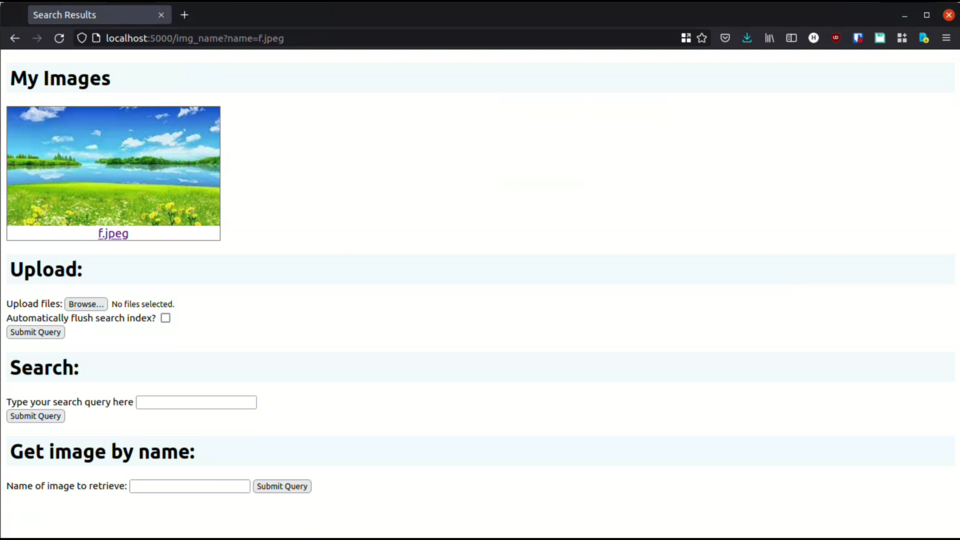 Search Results
localhost:5000/img_name?name=f.jpeg
My Images
f.jpeg
Upload:
Upload files: Browse... No files selected.
Automatically flush search index?
Submit Query
Search:
Type your search query here
Submit Query
Get image by name:
Name of image to retrieve: Submit Query